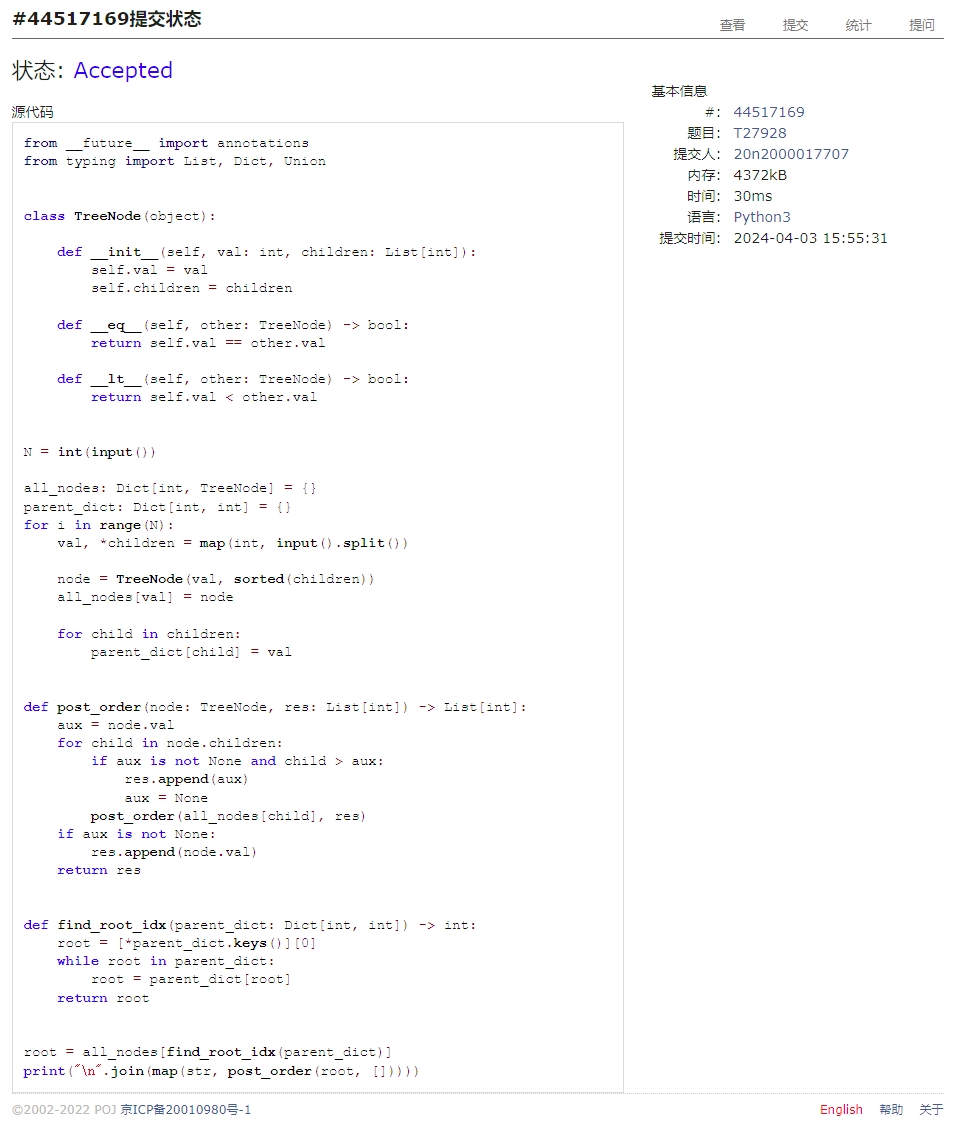 #44517169提交状态
查看 提交 统计 提问
状态: Accepted
源代码
from __future__ import annotations
from typing import List, Dict, Union


class TreeNode(object):

    def __init__(self, val: int, children: List[int]):
        self.val = val
        self.children = children

    def __eq__(self, other: TreeNode) -> bool:
        return self.val == other.val

    def __lt__(self, other: TreeNode) -> bool:
        return self.val < other.val


N = int(input())

all_nodes: Dict[int, TreeNode] = {}
parent_dict: Dict[int, int] = {}
for i in range(N):
    val, *children = map(int, input().split())

    node = TreeNode(val, sorted(children))
    all_nodes[val] = node

    for child in children:
        parent_dict[child] = val


def post_order(node: TreeNode, res: List[int]) -> List[int]:
    aux = node.val
    for child in node.children:
        if aux is not None and child > aux:
            res.append(aux)
            aux = None
        post_order(all_nodes[child], res)
    if aux is not None:
        res.append(node.val)
    return res


def find_root_idx(parent_dict: Dict[int, int]) -> int:
    root = [*parent_dict.keys()][0]
    while root in parent_dict:
        root = parent_dict[root]
    return root


root = all_nodes[find_root_idx(parent_dict)]
print("\n".join(map(str, post_order(root, []))))
基本信息
#: 44517169
题目: T27928
提交人: 20n2000017707
内存: 4372kB
时间: 30ms
语言: Python3
提交时间: 2024-04-03 15:55:31
©2002-2022 POJ 京ICP备20010980号-1
English 帮助 关于